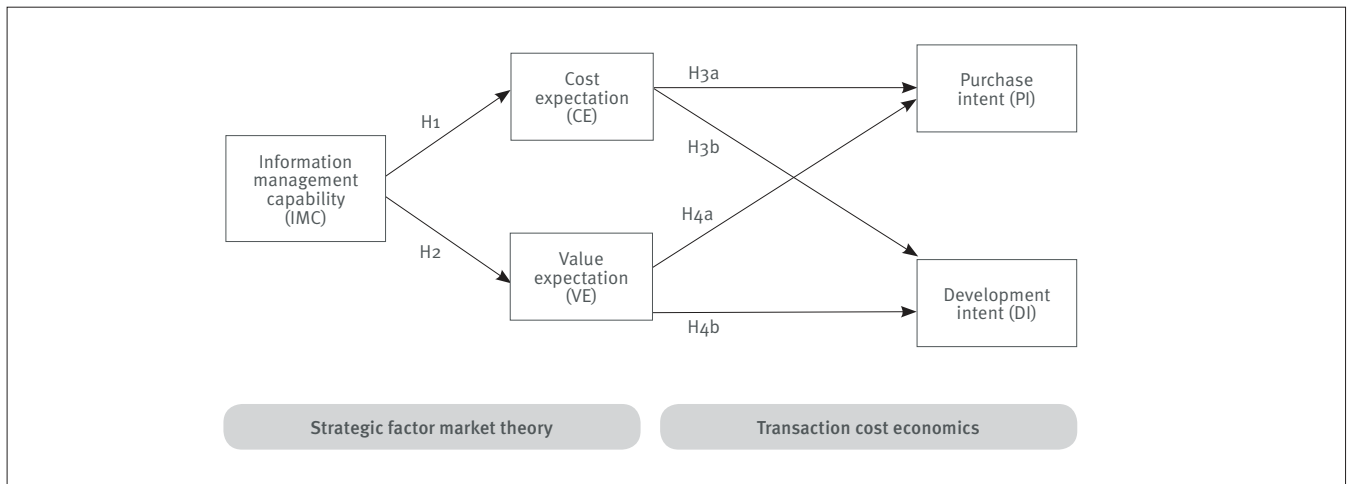 Information
management
capability
(IMC)
H1
H2
Cost
expectation
(CE)
Value
expectation
(VE)
H3a
H3b
H4a
H4b
Purchase
intent (PI)
Development
intent (DI)
Strategic factor market theory
Transaction cost economics